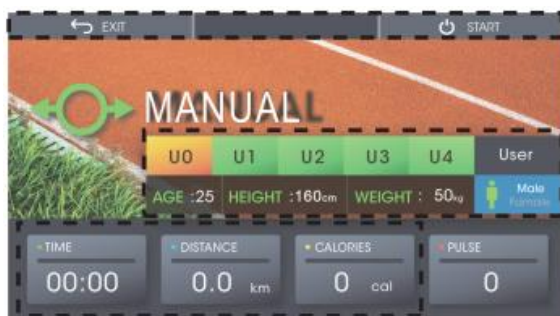 EXIT START
MANUALL
U0 U1 U2 U3 U4 User
AGE :25 HEIGHT :160cm WEIGHT : 50kg Male
Female
TIME DISTANCE CALORIES PULSE
00:00 0.0 km 0 cal 0